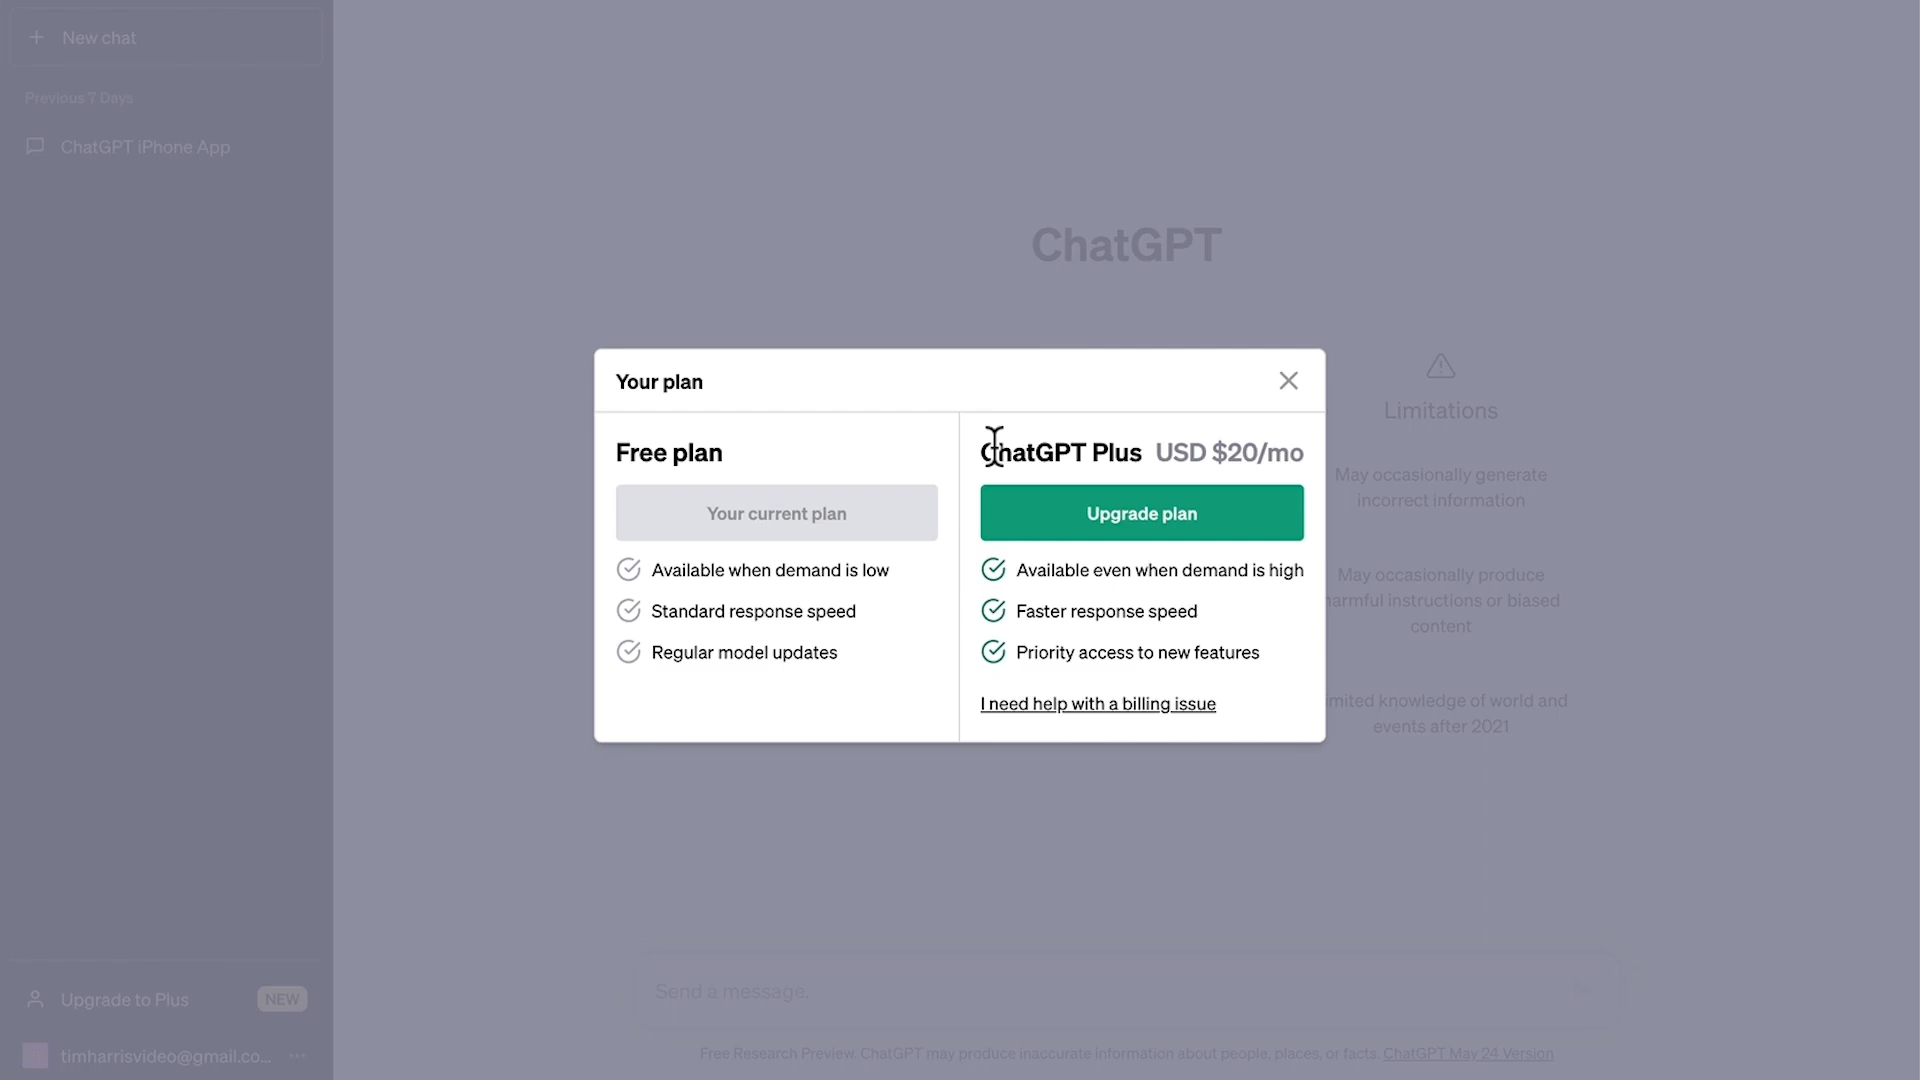 New chat
Previous 7 Days
ChatGPT iPhone App
Upgrade to Plus NEW
timharrisvideo@gmail.co...
ChatGPT
Limitations
May occasionally generate
incorrect information
May occasionally produce
harmful instructions or biased
content
Limited knowledge of world and
events after 2021
Your plan
Free plan
Your current plan
Available when demand is low
Standard response speed
Regular model updates
ChatGPT Plus USD $20/mo
Upgrade plan
Available even when demand is high
Faster response speed
Priority access to new features
I need help with a billing issue
Send a message.
Free Research Preview. ChatGPT may produce inaccurate information about people, places, or facts. ChatGPT May 24 Version